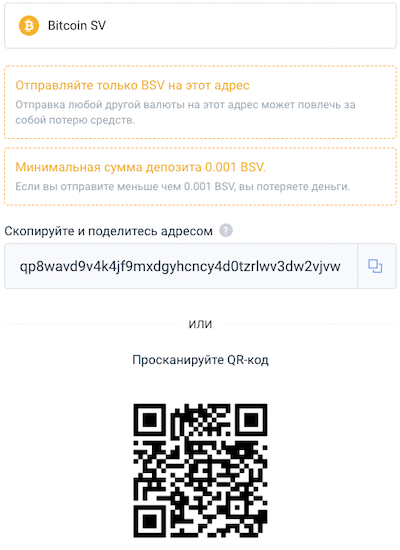 Bitcoin SV
Отправляйте только BSV на этот адрес
Отправка любой другой валюты на этот адрес может повлечь за
собой потерю средств.
Минимальная сумма депозита 0.001 BSV.
Если вы отправите меньше чем 0.001 BSV, вы потеряете деньги.
Скопируйте и поделитесь адресом ?
qp8wavd9v4k4jf9mxdgyhcncy4d0tzrlwv3dw2vjvw
ИЛИ
Просканируйте QR-код